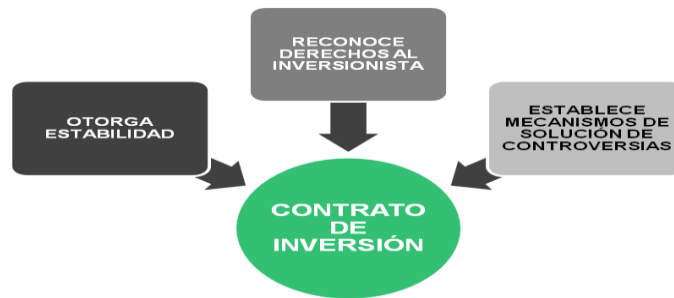 RECONOCE
DERECHOS AL
INVERSIONISTA
OTORGA
ESTABILIDAD
ESTABLECE
MECANISMOS DE
SOLUCIÓN DE
CONTROVERSIAS
CONTRATO
DE
INVERSIÓN